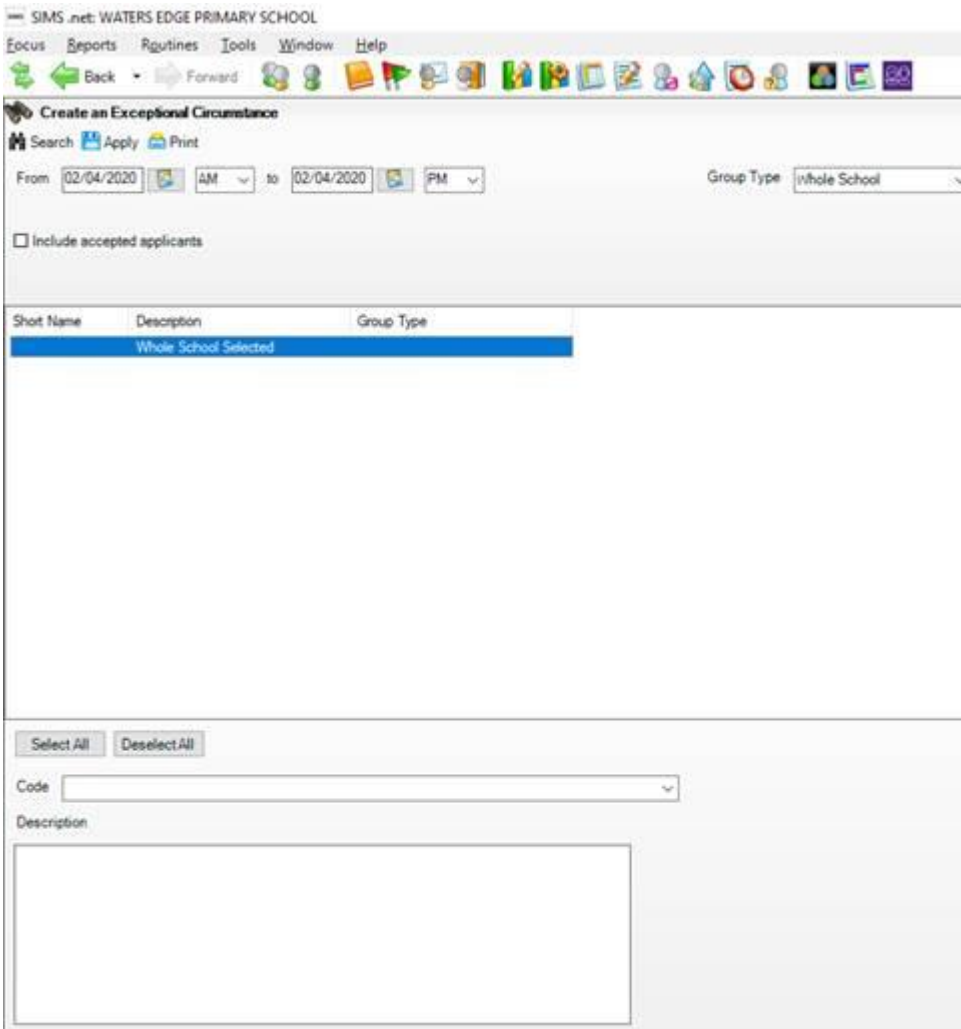 SIMS .net: WATERS EDGE PRIMARY SCHOOL
Focus Reports Routines Tools Window Help
Back Forward
Create an Exceptional Circumstance
Search Apply Print
From 02/04/2020 AM to 02/04/2020 PM Group Type Whole School
Include accepted applicants
Short Name Description Group Type
Whole School Selected
Select All Deselect All
Code
Description